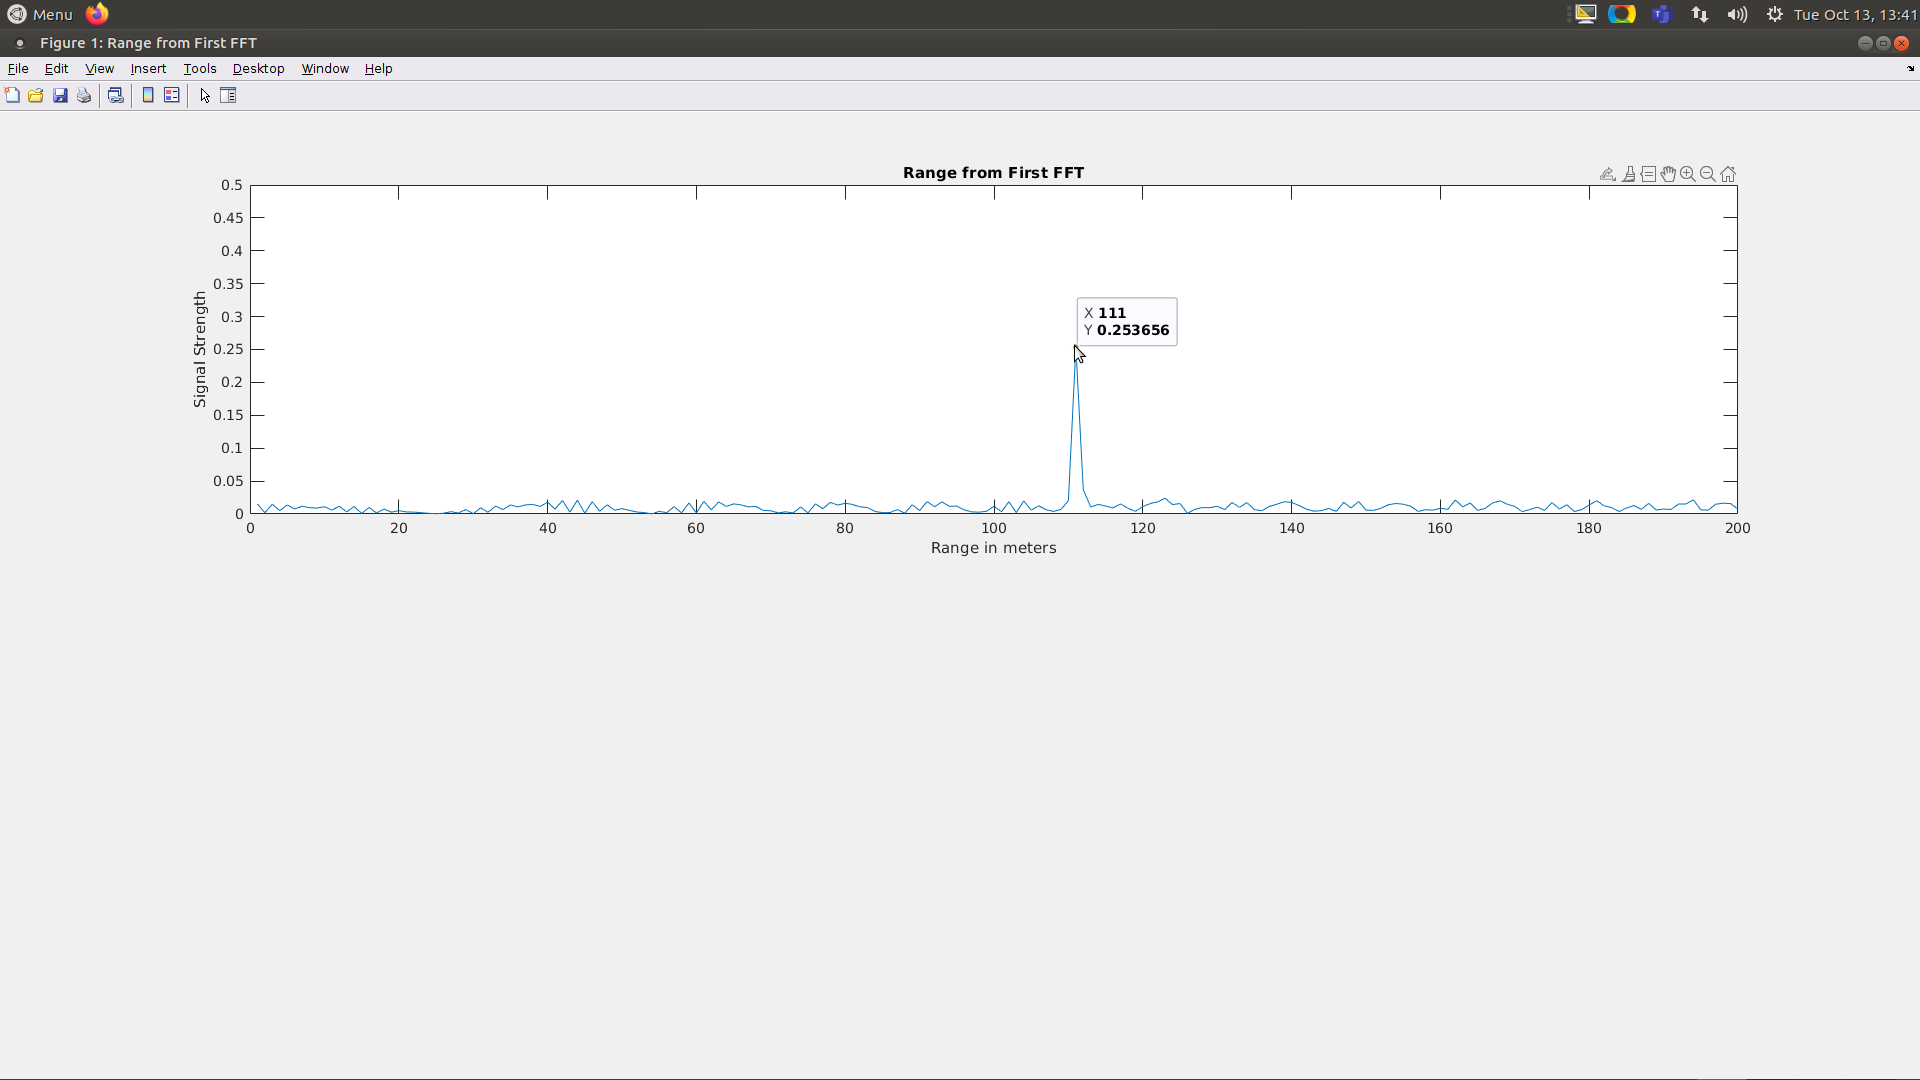 Menu
Tue Oct 13, 13:41
Figure 1: Range from First FFT
File Edit View Insert Tools Desktop Window Help
Range from First FFT
0.5
0.45
0.4
0.35
0.3
0.25
0.2
0.15
0.1
0.05
0
Signal Strength
X 111
Y 0.253656
0 20 40 60 80 100 120 140 160 180 200
Range in meters